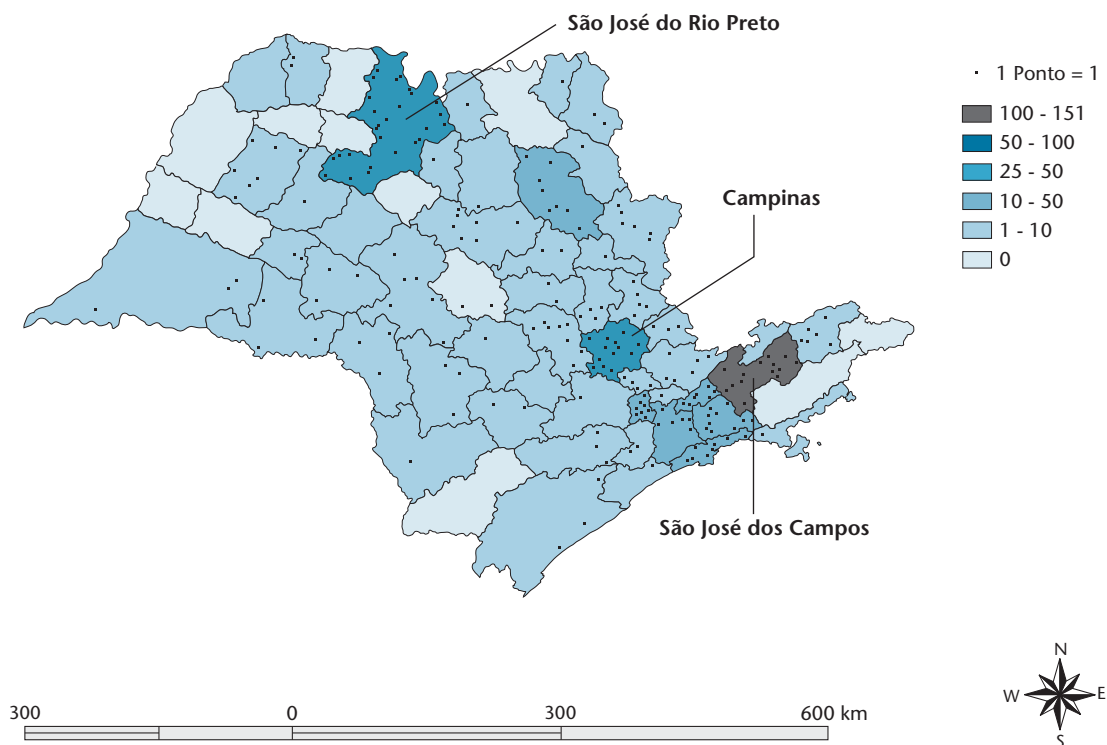 São José do Rio Preto
1 Ponto = 1
100 - 151
50 - 100
25 - 50
10 - 50
1 - 10
0
Campinas
São José dos Campos
N
W E
S
300 0 300 600 km